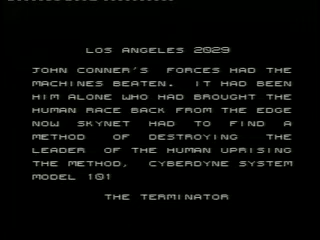 LOS ANGELES 2029
JOHN CONNER'S FORCES HAD THE
MACHINES BEATEN. IT HAD BEEN
HIM ALONE WHO HAD BROUGHT THE
HUMAN RACE BACK FROM THE EDGE
NOW SKYNET HAD TO FIND A
METHOD OF DESTROYING THE
LEADER OF THE HUMAN UPRISING
THE METHOD, CYBERDYNE SYSTEM
MODEL 101
THE TERMINATOR